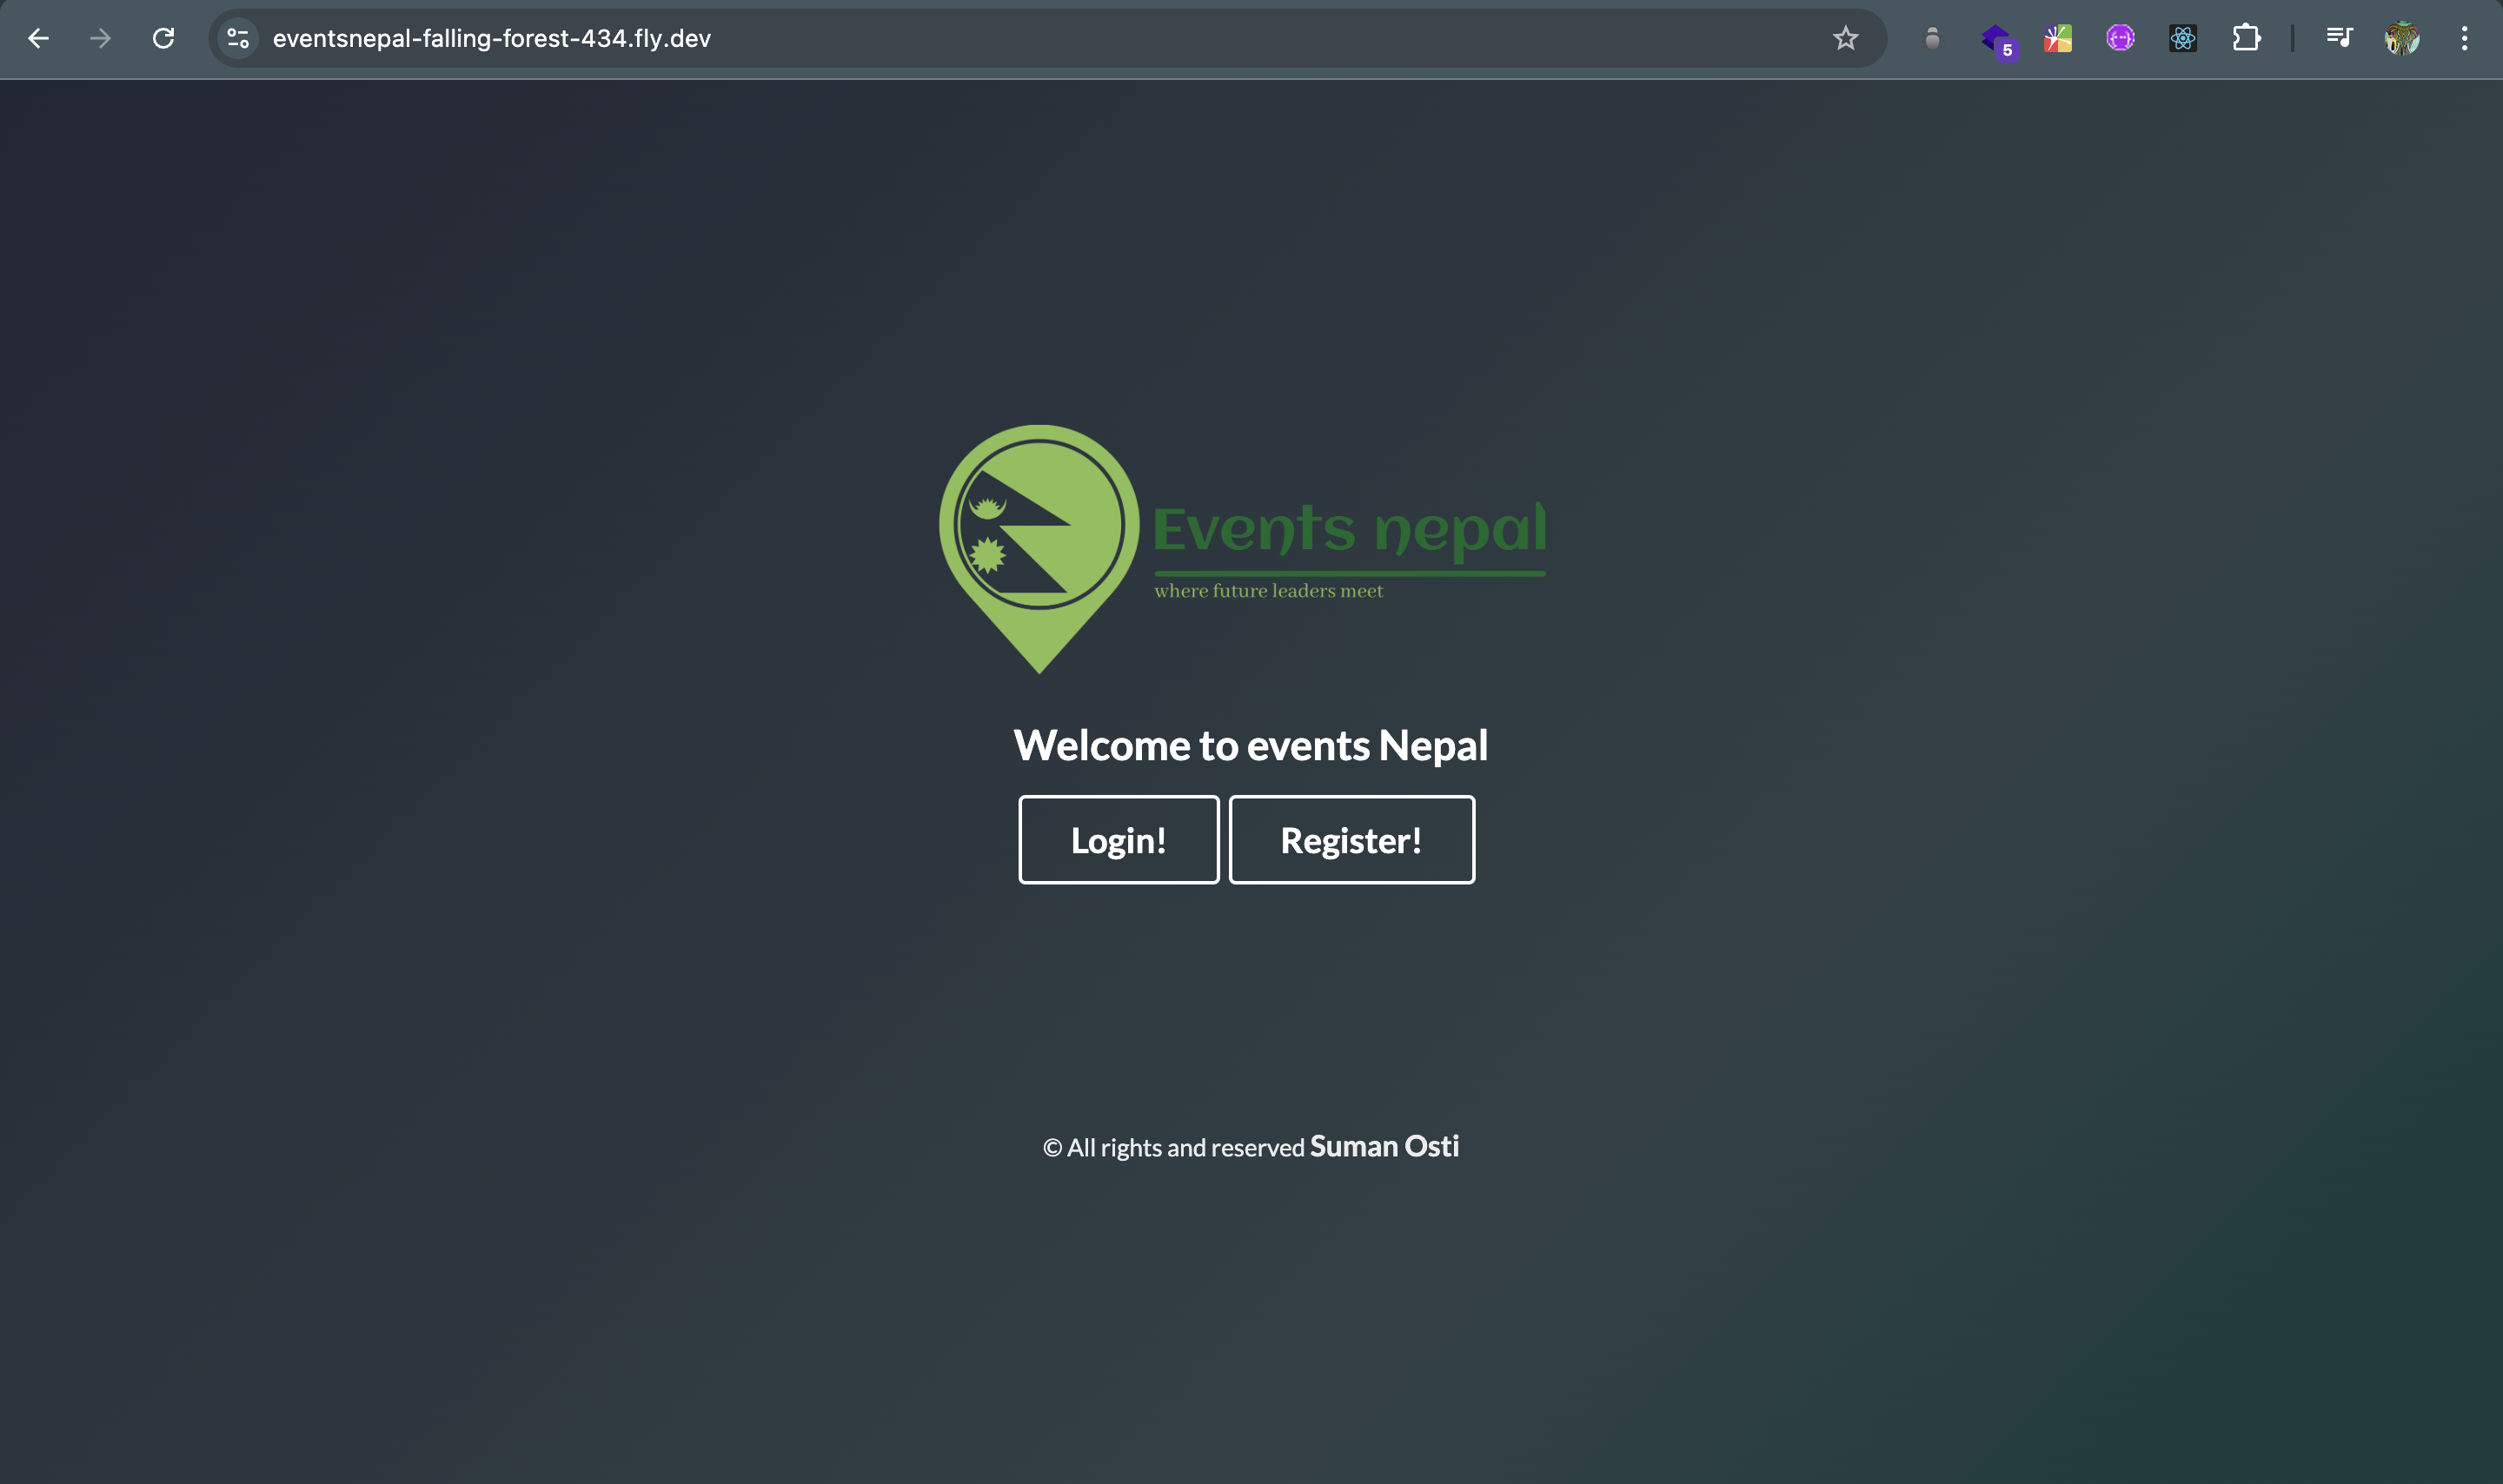 eventsnepal-falling-forest-434.fly.dev
5
Events nepal
where future leaders meet
Welcome to events Nepal
Login! Register!
© All rights and reserved Suman Osti